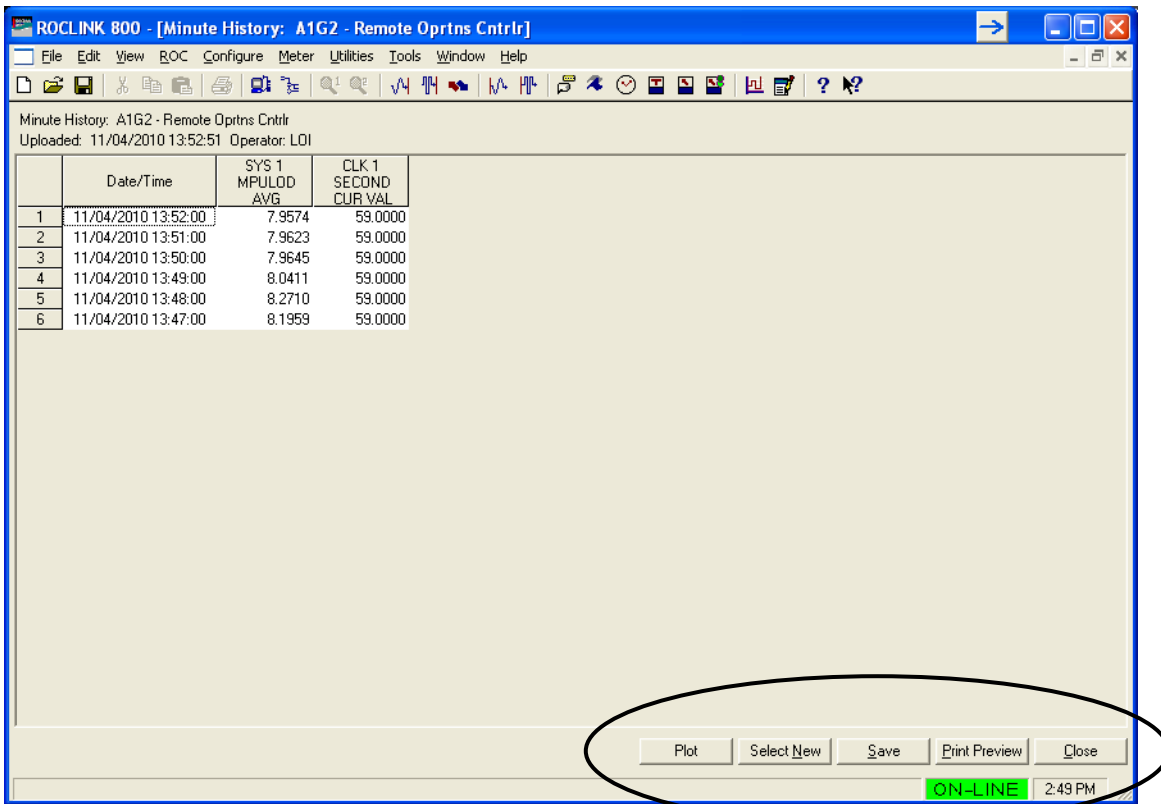 ROCLINK 800 - [Minute History: A1G2 - Remote Oprtns Cntrlr]
File Edit View ROC Configure Meter Utilities Tools Window Help
Minute History: A1G2 - Remote Oprtns Cntrlr
Uploaded: 11/04/2010 13:52:51 Operator: LOI
Date/Time SYS 1 MPULOD AVG CLK 1 SECOND CUR VAL
1 11/04/2010 13:52:00 7.9574 59.0000
2 11/04/2010 13:51:00 7.9623 59.0000
3 11/04/2010 13:50:00 7.9645 59.0000
4 11/04/2010 13:49:00 8.0411 59.0000
5 11/04/2010 13:48:00 8.2710 59.0000
6 11/04/2010 13:47:00 8.1959 59.0000
Plot Select New Save Print Preview Close
ON-LINE 2:49 PM